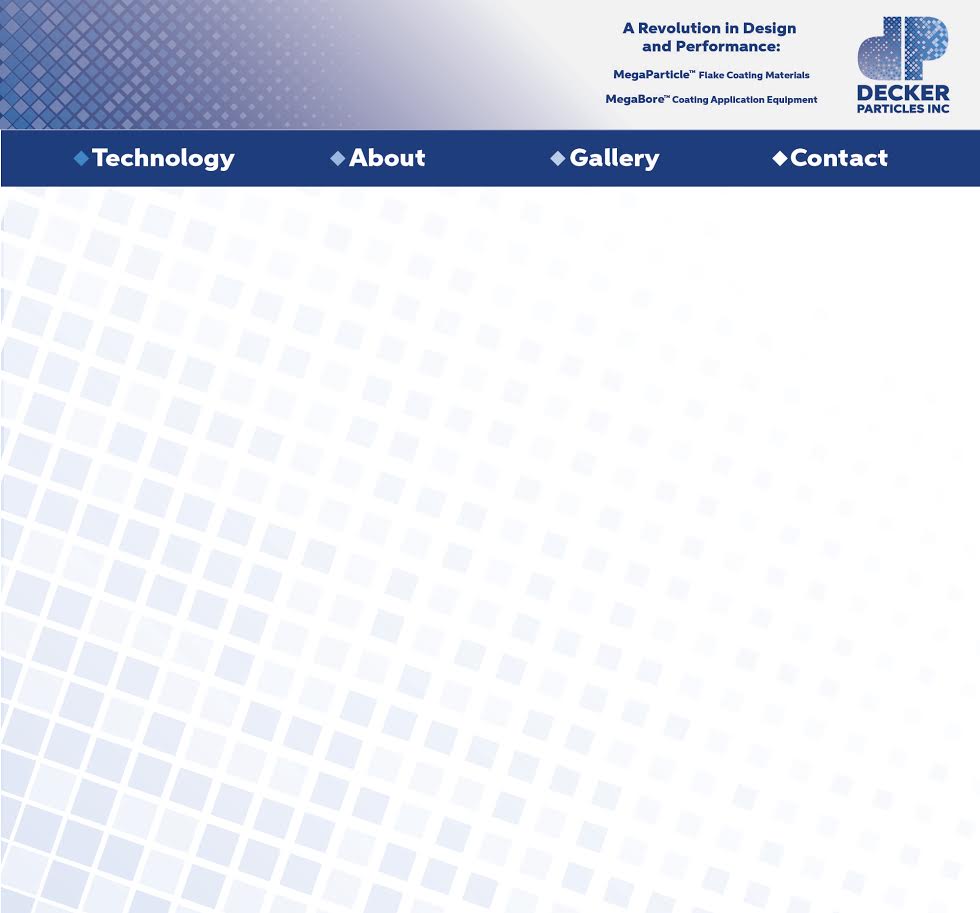 A Revolution in Design
and Performance:
MegaParticle™ Flake Coating Materials
MegaBore™ Coating Application Equipment
dp
DECKER
PARTICLES INC
Technology
About
Gallery
Contact